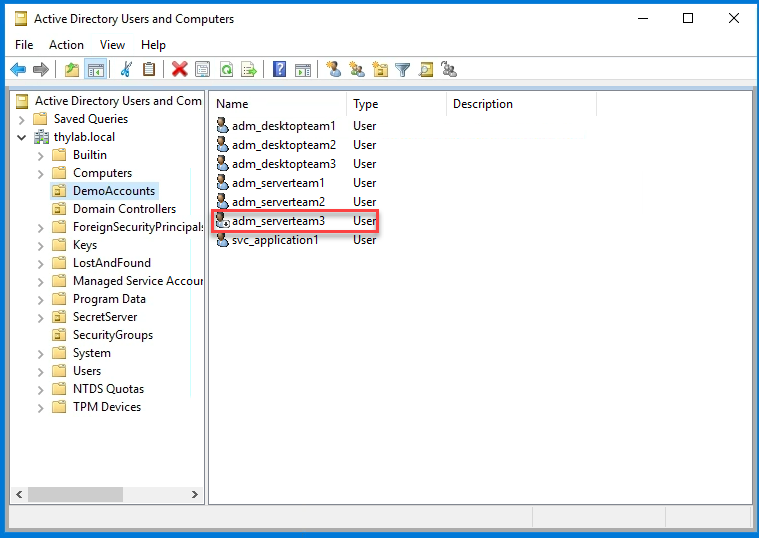 Active Directory Users and Computers
File Action View Help
Active Directory Users and Com
Saved Queries
thylab.local
Builtin
Computers
DemoAccounts
Domain Controllers
ForeignSecurityPrincipals
Keys
LostAndFound
Managed Service Accour
Program Data
SecretServer
SecurityGroups
System
Users
NTDS Quotas
TPM Devices
Name Type Description
adm_desktopteam1 User
adm_desktopteam2 User
adm_desktopteam3 User
adm_serverteam1 User
adm_serverteam2 User
adm_serverteam3 User
svc_application1 User